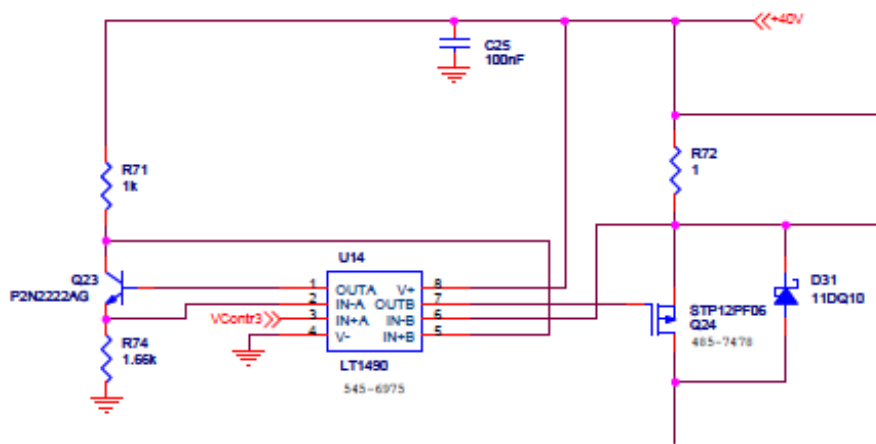 +40V
C25
100nF
R71
1k
R72
1
U14
Q23
P2N2222AG
1 OUTA V+ 8
2 IN-A OUTB 7
VContr3 3 IN+A IN-B 6
4 V- IN+B 5
D31
11DQ10
STP12PF06
Q24
485-7478
R74
1.66k
LT1490
545-6975